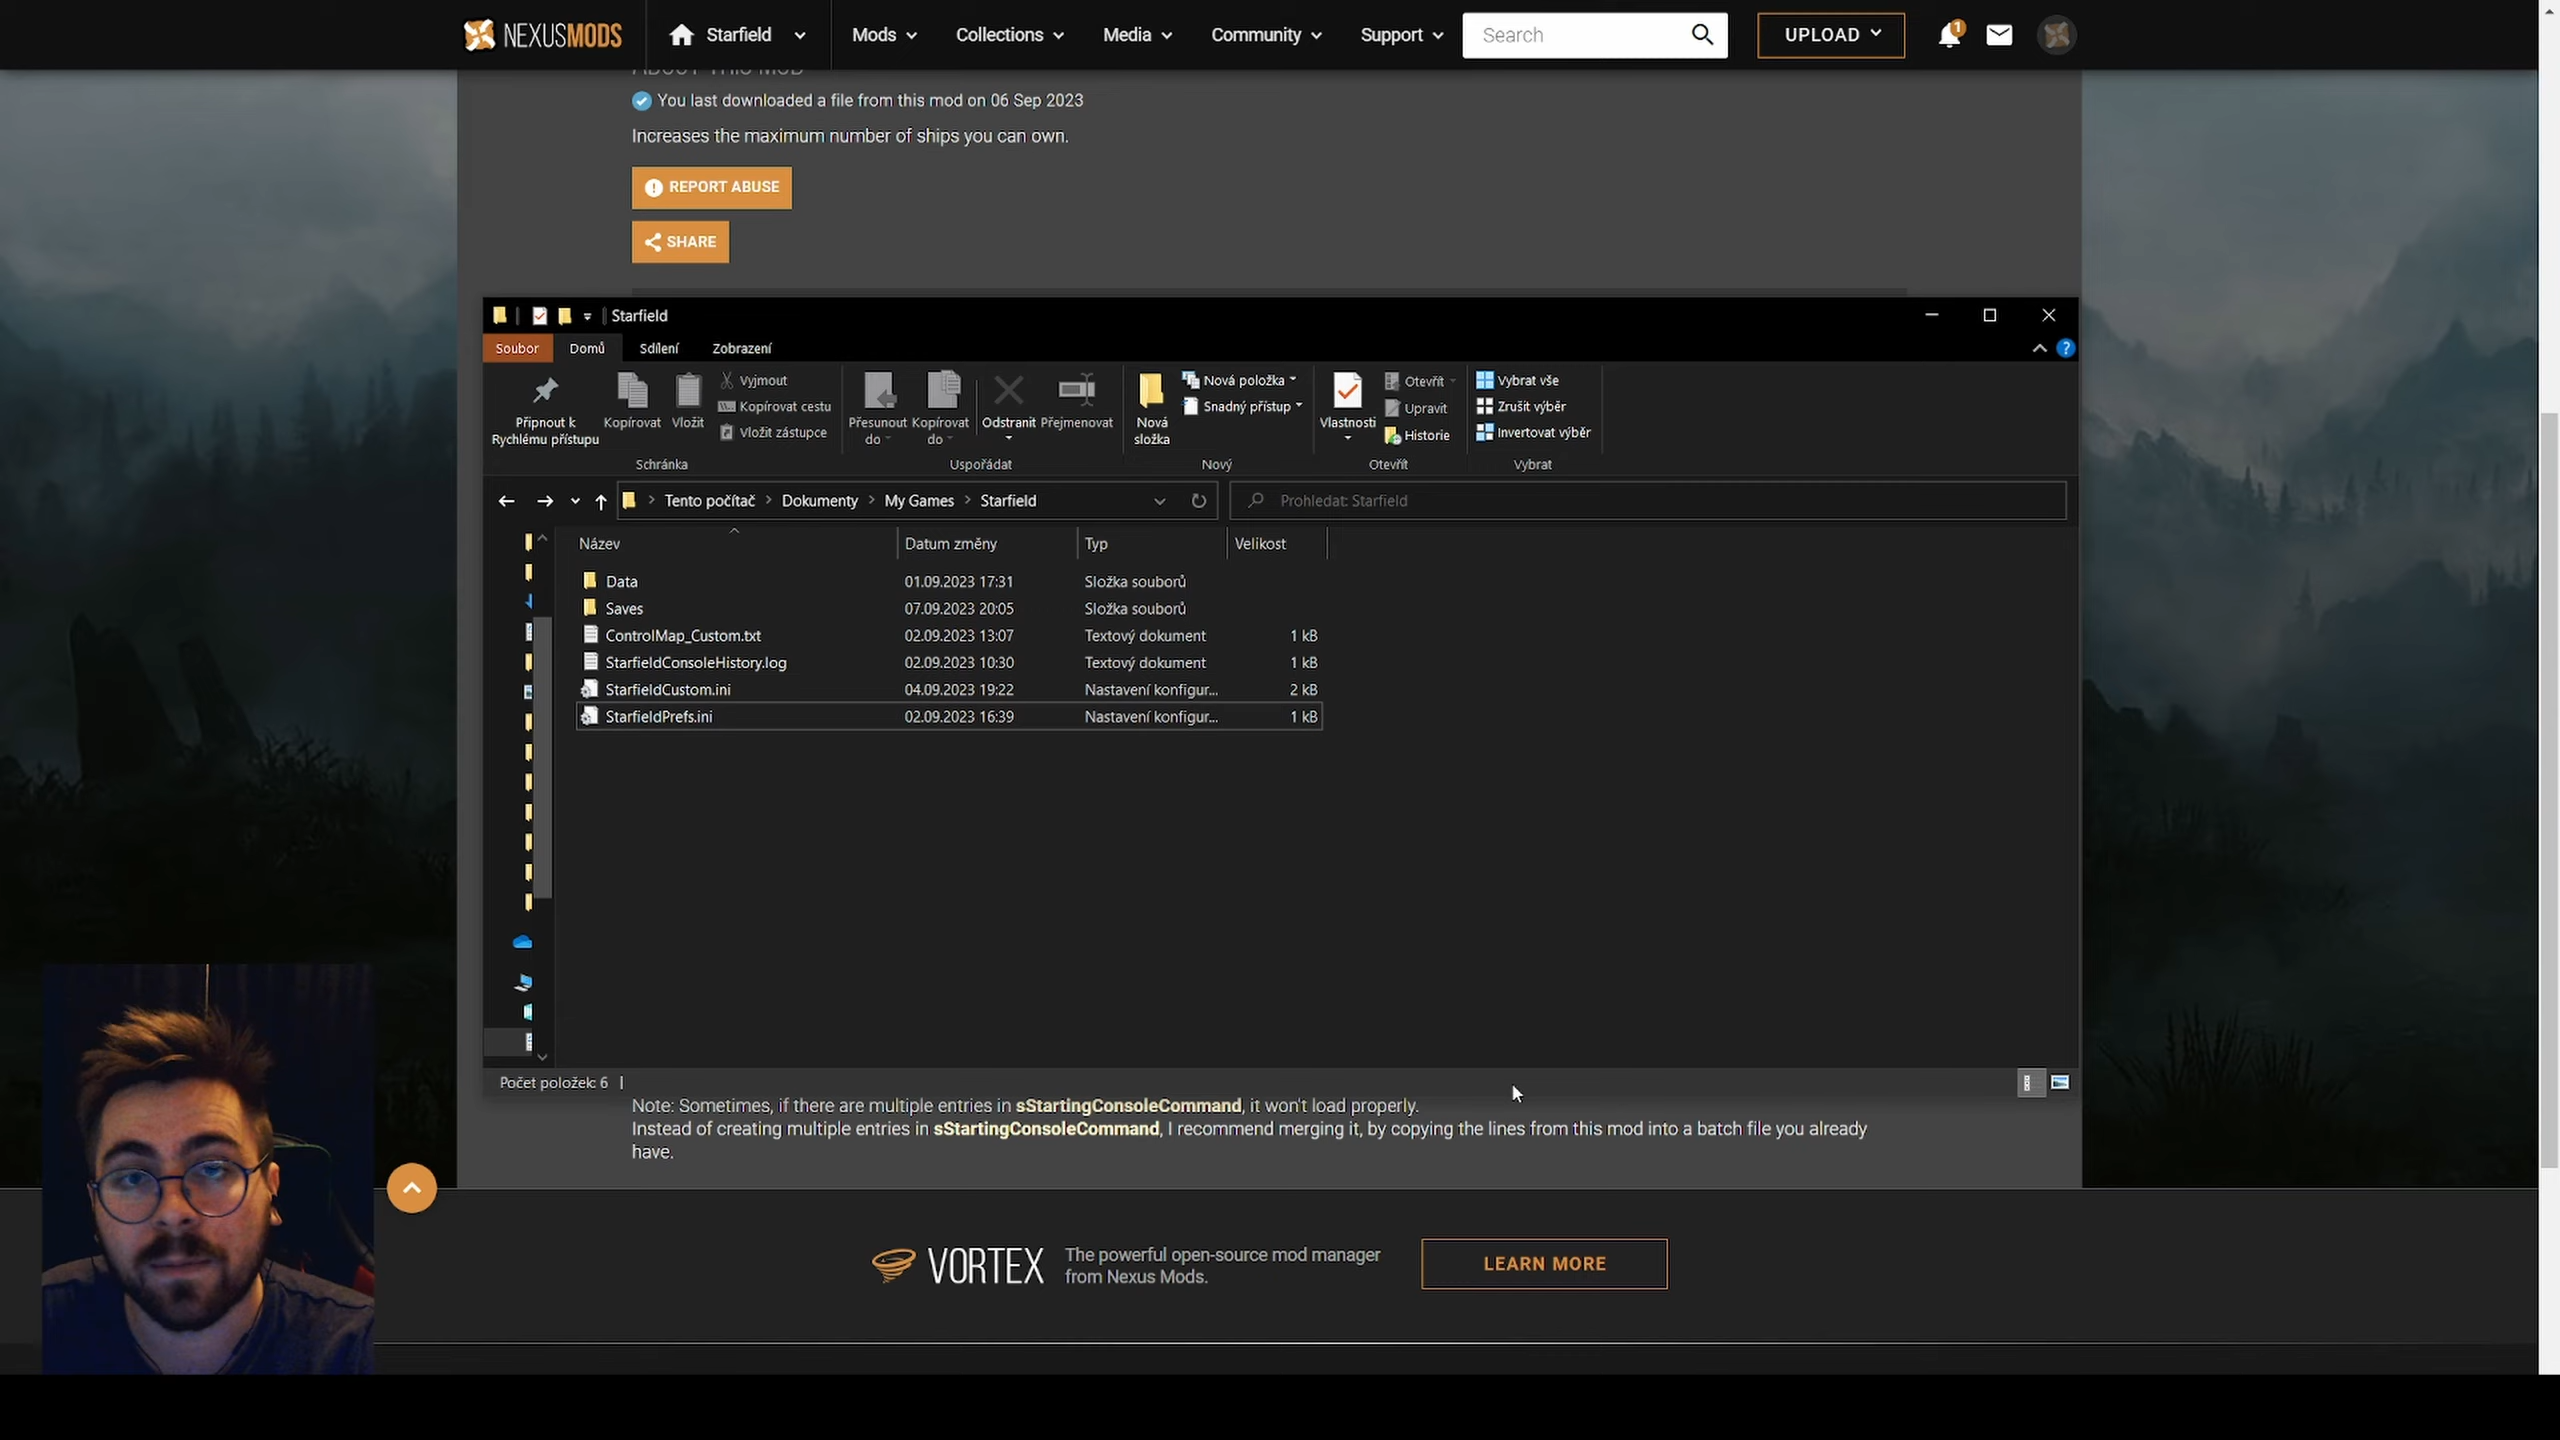 NEXUSMODS
Starfield
Mods
Collections
Media
Community
Support
Search
UPLOAD
1
ABOUT THIS MOD
You last downloaded a file from this mod on 06 Sep 2023
Increases the maximum number of ships you can own.
REPORT ABUSE
SHARE
Starfield
Soubor Domů Sdílení Zobrazení
Připnout k
Rychlému přístupu
Kopírovat
Vložit
Vyjmout
Kopírovat cestu
Vložit zástupce
Schránka
Přesunout
do
Kopírovat
do
Odstranit
Přejmenovat
Uspořádat
Nová
složka
Nová položka
Snadný přístup
Nový
Vlastnosti
Otevřít
Upravit
Historie
Otevřít
Vybrat vše
Zrušit výběr
Invertovat výběr
Vybrat
Tento počítač > Dokumenty > My Games > Starfield
Prohledat: Starfield
Název Datum změny Typ Velikost
Data 01.09.2023 17:31 Složka souborů
Saves 07.09.2023 20:05 Složka souborů
ControlMap_Custom.txt 02.09.2023 13:07 Textový dokument 1 kB
StarfieldConsoleHistory.log 02.09.2023 10:30 Textový dokument 1 kB
StarfieldCustom.ini 04.09.2023 19:22 Nastavení konfigur... 2 kB
StarfieldPrefs.ini 02.09.2023 16:39 Nastavení konfigur... 1 kB
Počet položek: 6
Note: Sometimes, if there are multiple entries in sStartingConsoleCommand, it won't load properly.
Instead of creating multiple entries in sStartingConsoleCommand, I recommend merging it, by copying the lines from this mod into a batch file you already
have.
VORTEX
The powerful open-source mod manager
from Nexus Mods.
LEARN MORE